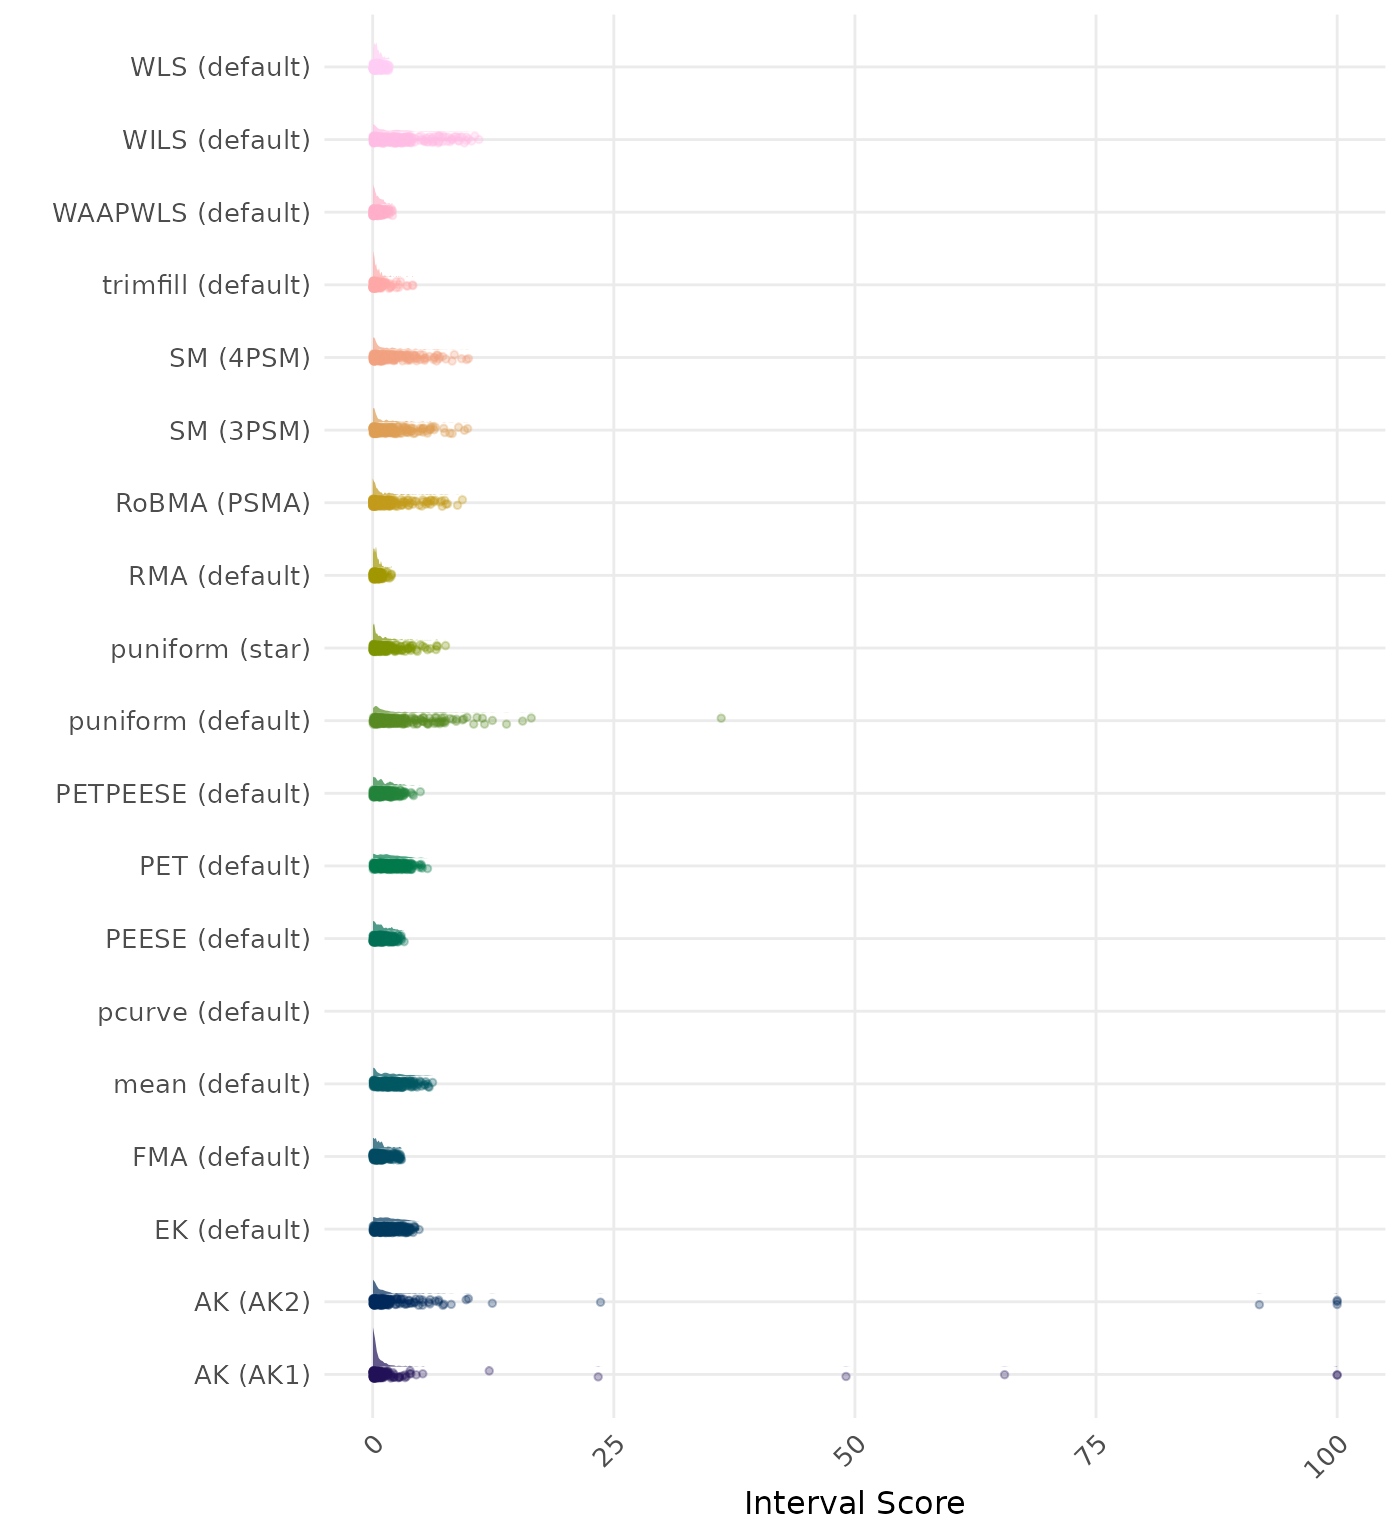 WLS (default)
WILS (default)
WAAPWLS (default)
trimfill (default)
SM (4PSM)
SM (3PSM)
RoBMA (PSMA)
RMA (default)
puniform (star)
puniform (default)
PETPEESE (default)
PET (default)
PEESE (default)
pcurve (default)
mean (default)
FMA (default)
EK (default)
AK (AK2)
AK (AK1)
0 25 50 75 100
Interval Score